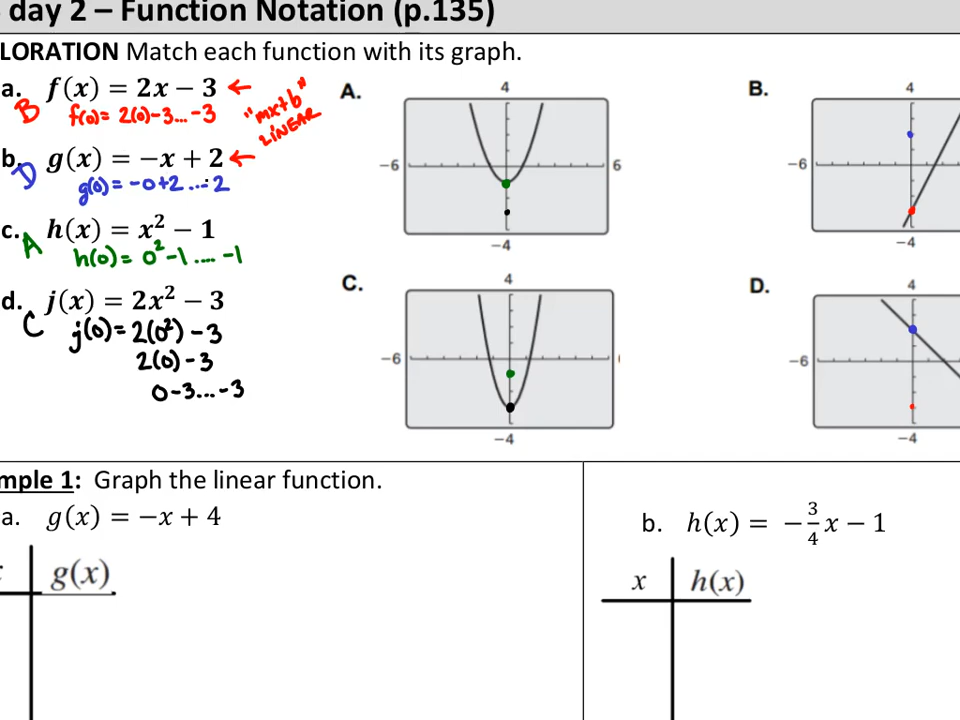 day 2 – Function Notation (p.135)
LORATION Match each function with its graph.
a. f(x) = 2x − 3 ←
B f(0)= 2(0)-3...-3
"mx+b"
LINEAR
b. g(x) = −x + 2 ←
D g(0) = -0+2...2
c. h(x) = x² − 1
A h(0)= 0²-1....-1
d. j(x) = 2x² − 3
C j(0)= 2(0²) -3
2(0) -3
0-3...-3
A.
4
−6
6
−4
B.
4
−6
−4
C.
4
−6
−4
D.
4
−6
−4
mple 1: Graph the linear function.
a. g(x) = −x + 4
g(x)
b. h(x) = −3/4x − 1
x h(x)